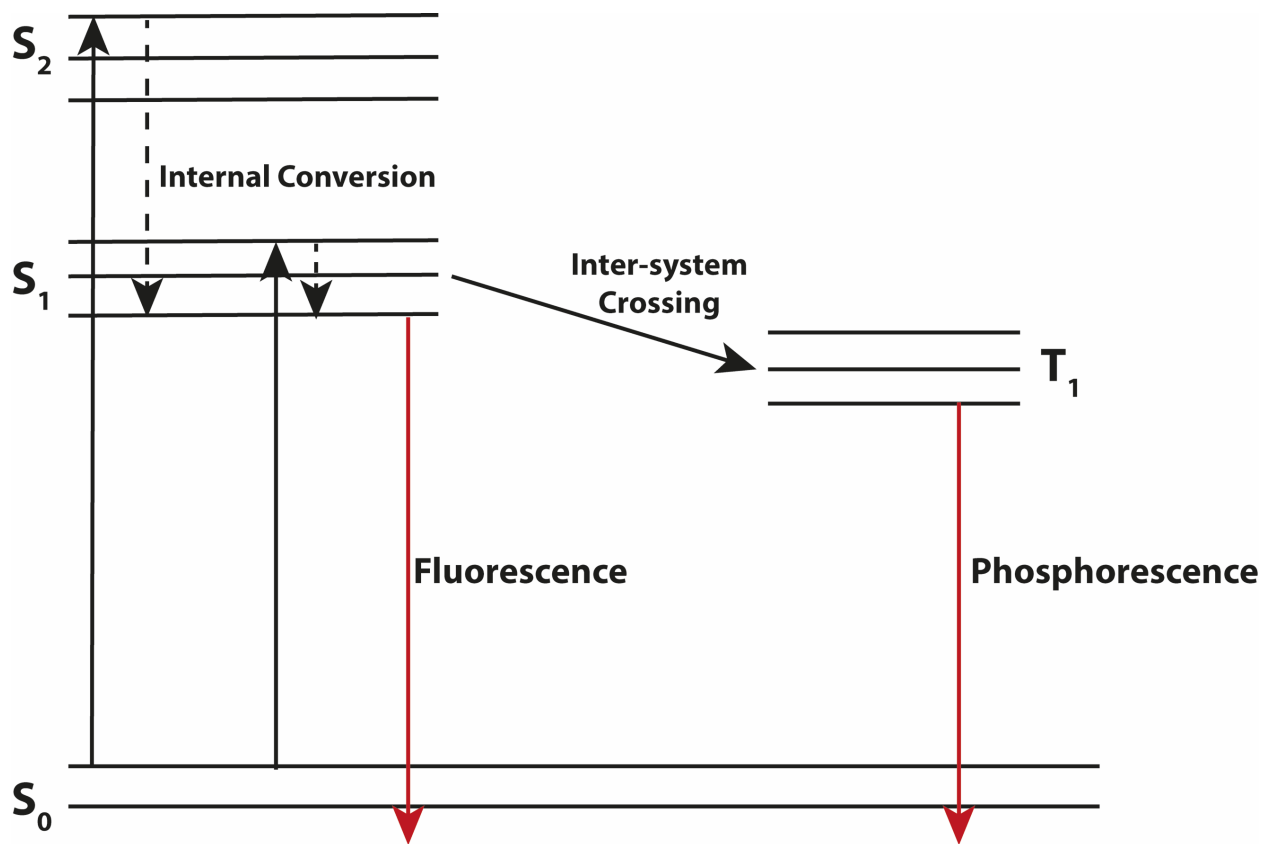 S2
Internal Conversion
S1
Inter-system
Crossing
T1
Fluorescence
Phosphorescence
S0